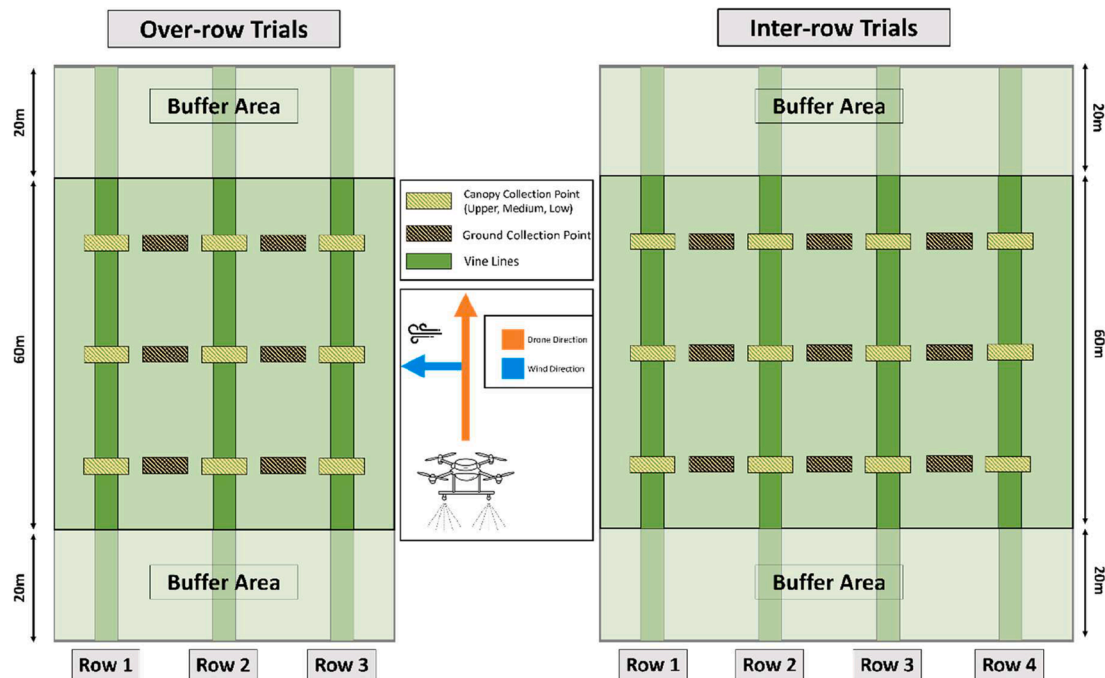 Over-row Trials
Inter-row Trials
20m
Buffer Area
Buffer Area
20m
60m
Canopy Collection Point
(Upper, Medium, Low)
Ground Collection Point
Vine Lines
Drone Direction
Wind Direction
60m
20m
Buffer Area
Buffer Area
20m
Row 1
Row 2
Row 3
Row 1
Row 2
Row 3
Row 4